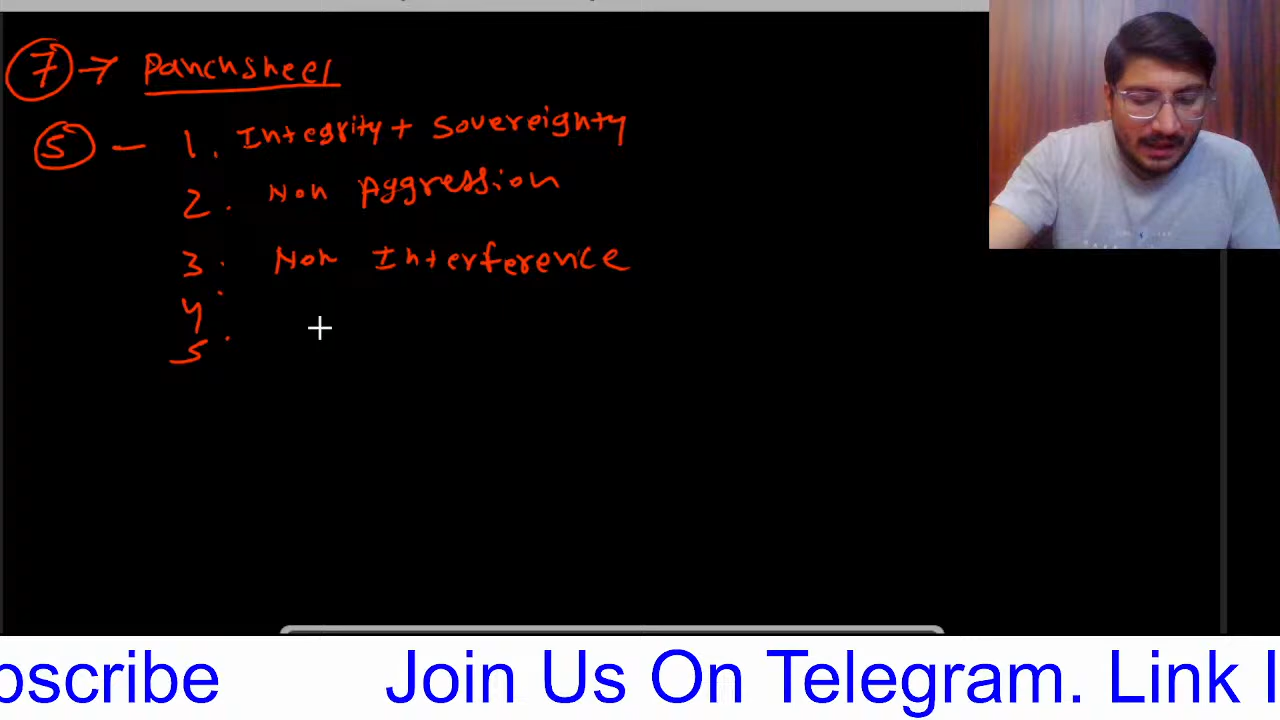 7 → Panchsheel
5 – 1. Integrity + Sovereignty
2. Non Aggression
3. Non Interference
4.
5.
bscribe Join Us On Telegram. Link I